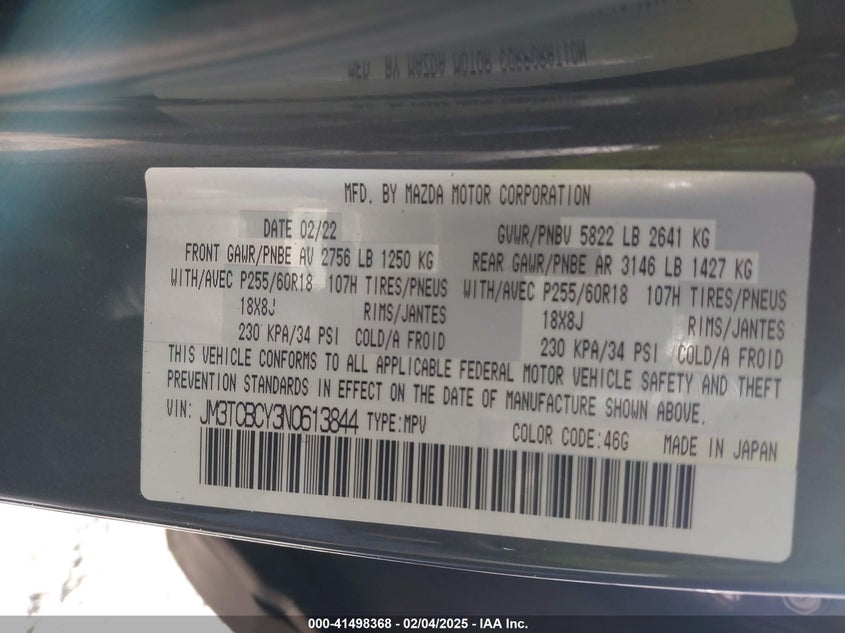 MFD. BY MAZDA MOTOR CORPORATION
MFD. BY MAZDA MOTOR CORPORATION
DATE 02/22 GVWR/PNBV 5822 LB 2641 KG
FRONT GAWR/PNBE AV 2756 LB 1250 KG REAR GAWR/PNBE AR 3146 LB 1427 KG
WITH/AVEC P255/60R18 107H TIRES/PNEUS WITH/AVEC P255/60R18 107H TIRES/PNEUS
18X8J RIMS/JANTES 18X8J RIMS/JANTES
230 KPA/34 PSI COLD/A FROID 230 KPA/34 PSI COLD/A FROID
THIS VEHICLE CONFORMS TO ALL APPLICABLE FEDERAL MOTOR VEHICLE SAFETY AND THEFT
PREVENTION STANDARDS IN EFFECT ON THE DATE OF MANUFACTURE SHOWN ABOVE.
VIN: JM3TCBCY3N0613844 TYPE:MPV COLOR CODE:46G MADE IN JAPAN
000-41498368 - 02/04/2025 - IAA Inc.